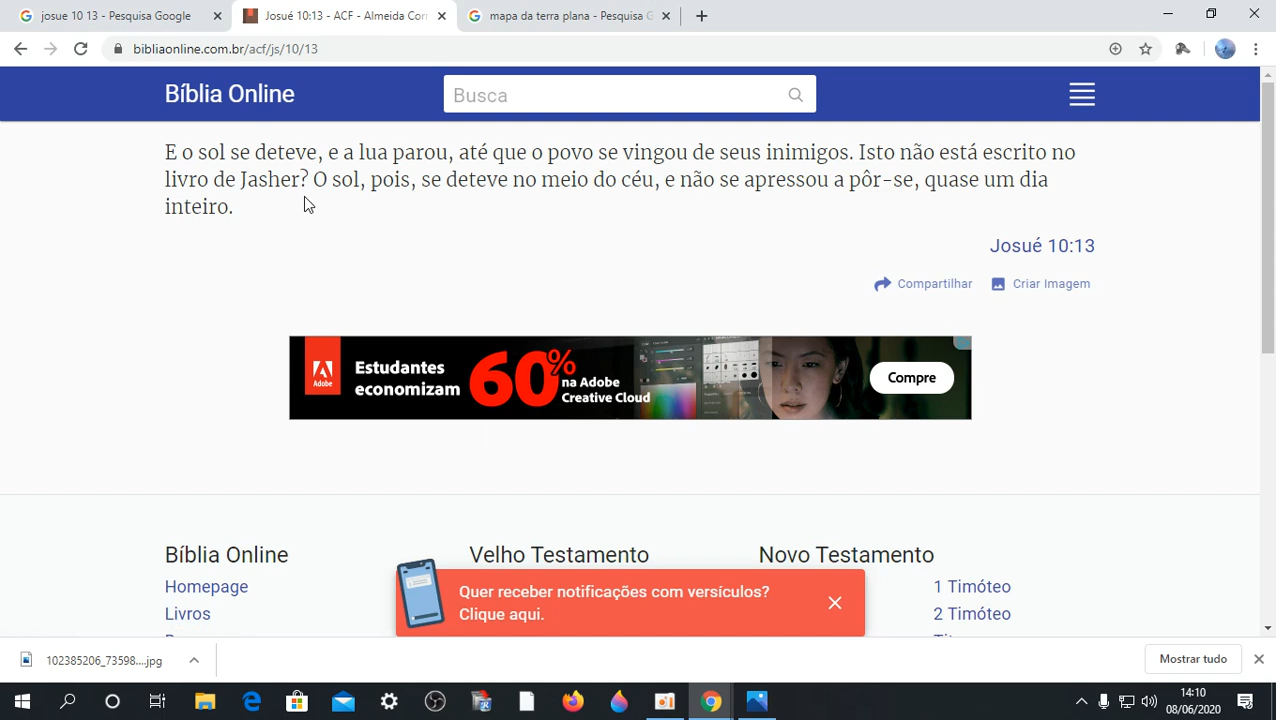 josue 10 13 - Pesquisa Google
Josué 10:13 - ACF - Almeida Corr
mapa da terra plana - Pesquisa G
bibliaonline.com.br/acf/js/10/13
Bíblia Online
Busca
E o sol se deteve, e a lua parou, até que o povo se vingou de seus inimigos. Isto não está escrito no
livro de Jasher? O sol, pois, se deteve no meio do céu, e não se apressou a pôr-se, quase um dia
inteiro.
Josué 10:13
Compartilhar
Criar Imagem
Adobe
Estudantes
economizam
60%
na Adobe
Creative Cloud
Compre
Bíblia Online
Velho Testamento
Novo Testamento
Homepage
1 Timóteo
Livros
2 Timóteo
Quer receber notificações com versículos?
Clique aqui.
102385206_73598....jpg
Mostrar tudo
14:10
08/06/2020